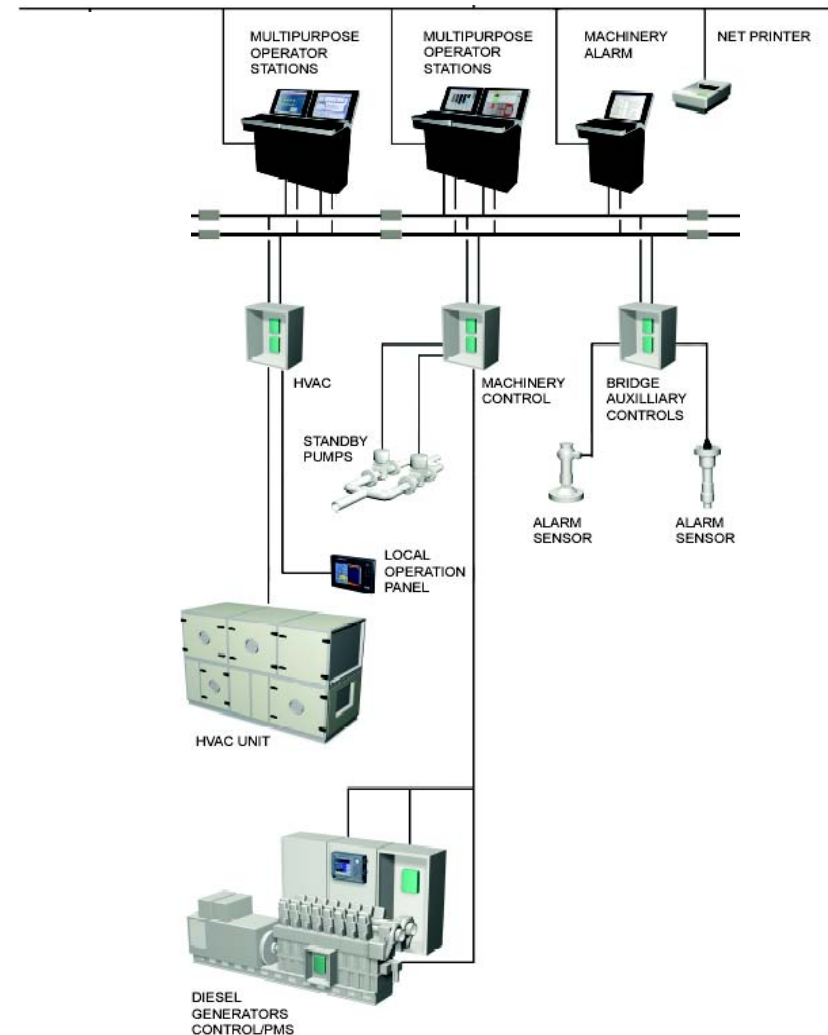 MULTIPURPOSE
OPERATOR
STATIONS
MULTIPURPOSE
OPERATOR
STATIONS
MACHINERY
ALARM
NET PRINTER
HVAC
MACHINERY
CONTROL
BRIDGE
AUXILLIARY
CONTROLS
STANDBY
PUMPS
ALARM
SENSOR
ALARM
SENSOR
LOCAL
OPERATION
PANEL
HVAC UNIT
DIESEL
GENERATORS
CONTROL/PMS